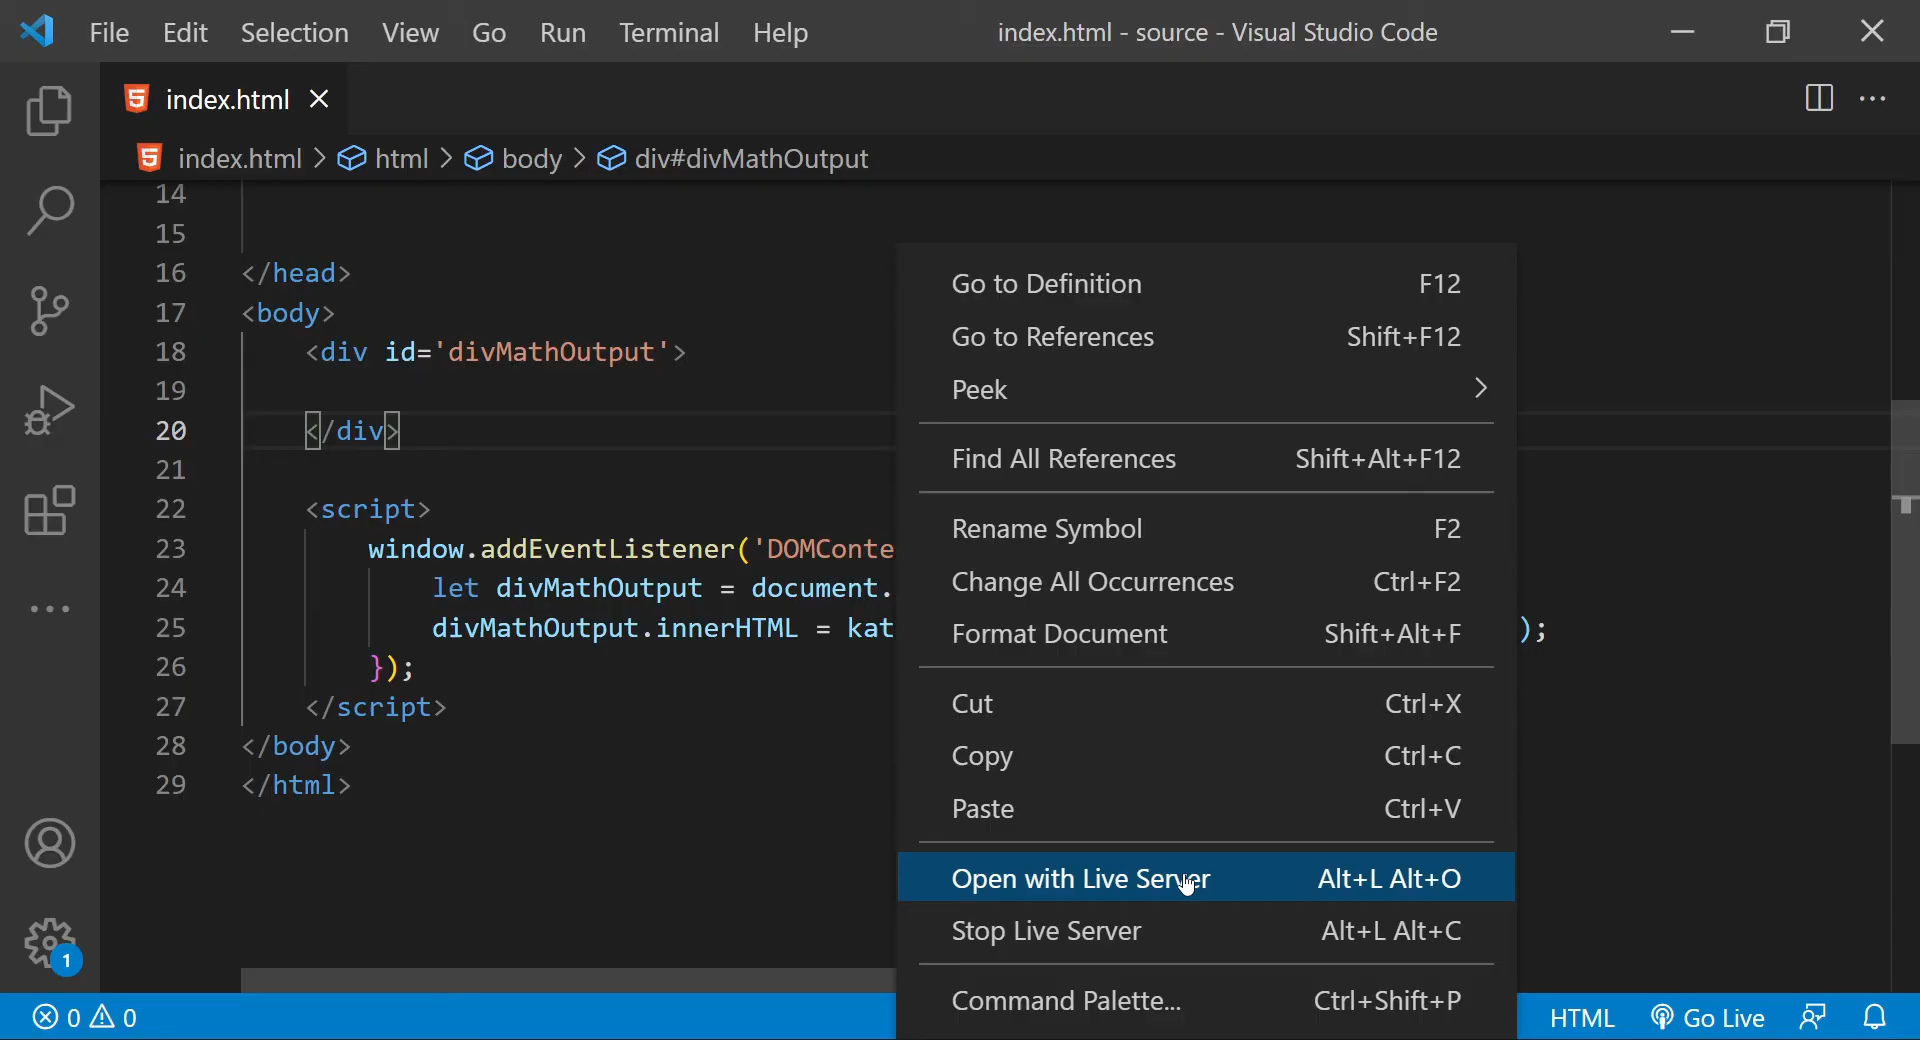 File Edit Selection View Go Run Terminal Help index.html - source - Visual Studio Code
index.html
index.html > html > body > div#divMathOutput
14
15
16 </head>
17 <body>
18 <div id='divMathOutput'>
19
20 </div>
21
22 <script>
23 window.addEventListener('DOMConte
24 let divMathOutput = document.
25 divMathOutput.innerHTML = kat );
26 });
27 </script>
28 </body>
29 </html>
Go to Definition F12
Go to References Shift+F12
Peek
Find All References Shift+Alt+F12
Rename Symbol F2
Change All Occurrences Ctrl+F2
Format Document Shift+Alt+F
Cut Ctrl+X
Copy Ctrl+C
Paste Ctrl+V
Open with Live Server Alt+L Alt+O
Stop Live Server Alt+L Alt+C
Command Palette... Ctrl+Shift+P
1
0 0 HTML Go Live